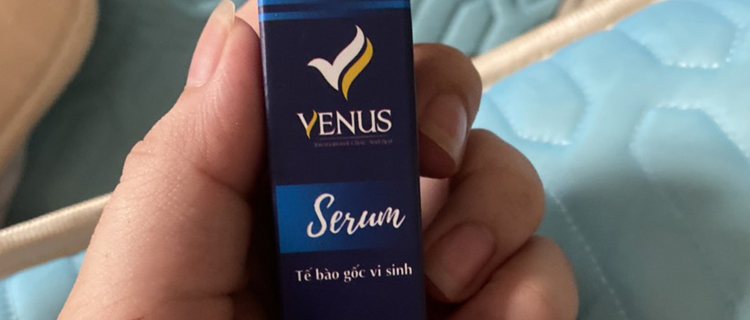 VENUS
Serum
Tế bào gốc vi sinh